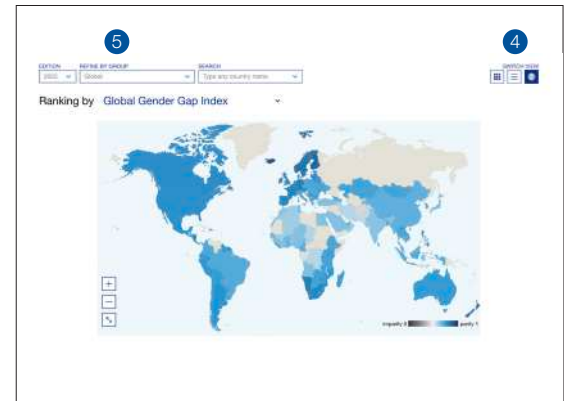 5
4
EDITION
REFINE BY GROUP
SEARCH
SWITCH VIEW
2022
Global
Type any country name
Ranking by Global Gender Gap Index
imparity 0
parity 1